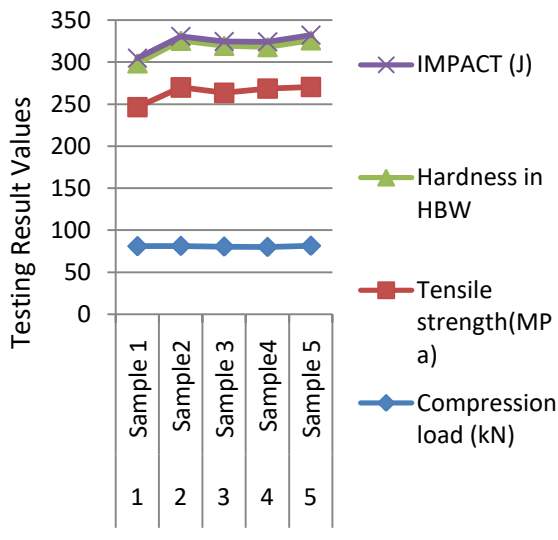 Testing Result Values
350
300
250
200
150
100
50
0
Sample 1
Sample2
Sample 3
Sample4
Sample 5
1
2
3
4
5
IMPACT (J)
Hardness in
HBW
Tensile
strength(MP
a)
Compression
load (kN)